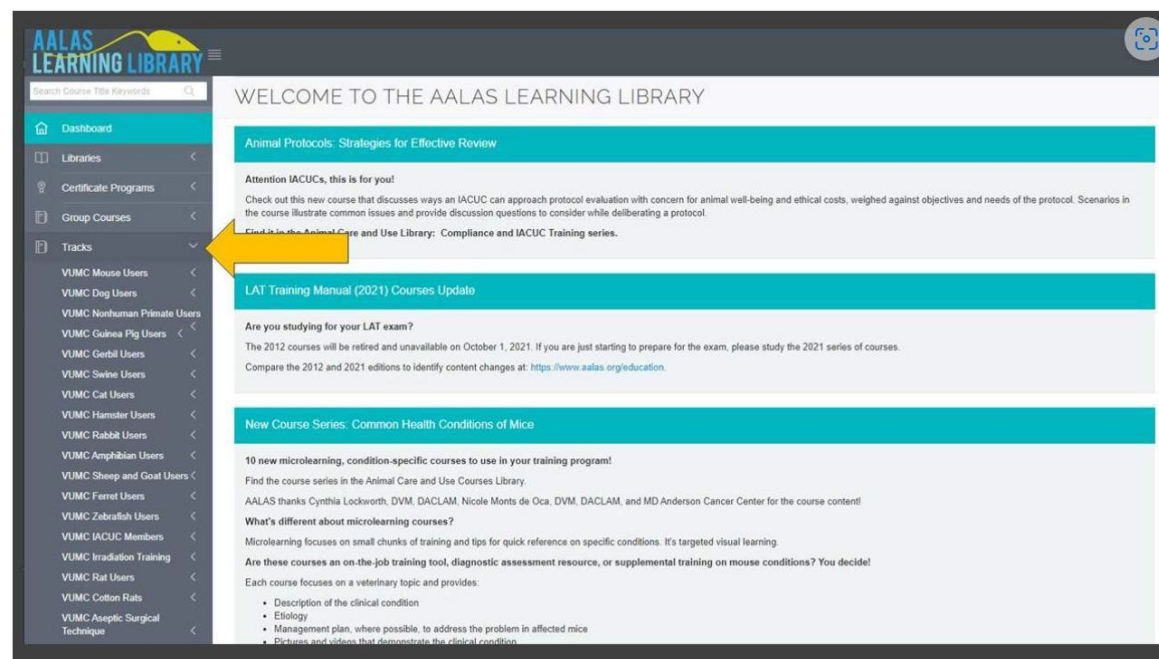 AALAS
LEARNING LIBRARY
Search Course Title Keywords
Dashboard
Libraries
Certificate Programs
Group Courses
Tracks
VUMC Mouse Users
VUMC Dog Users
VUMC Nonhuman Primate Users
VUMC Guinea Pig Users
VUMC Gerbil Users
VUMC Swine Users
VUMC Cat Users
VUMC Hamster Users
VUMC Rabbit Users
VUMC Amphibian Users
VUMC Sheep and Goat Users
VUMC Ferret Users
VUMC Zebrafish Users
VUMC IACUC Members
VUMC Irradiation Training
VUMC Rat Users
VUMC Cotton Rats
VUMC Aseptic Surgical
Technique
WELCOME TO THE AALAS LEARNING LIBRARY
Animal Protocols: Strategies for Effective Review
Attention IACUCs, this is for you!
Check out this new course that discusses ways an IACUC can approach protocol evaluation with concern for animal well-being and ethical costs, weighed against objectives and needs of the protocol. Scenarios in
the course illustrate common issues and provide discussion questions to consider while deliberating a protocol.
Find it in the Animal Care and Use Library: Compliance and IACUC Training series.
LAT Training Manual (2021) Courses Update
Are you studying for your LAT exam?
The 2012 courses will be retired and unavailable on October 1, 2021. If you are just starting to prepare for the exam, please study the 2021 series of courses.
Compare the 2012 and 2021 editions to identify content changes at: https://www.aalas.org/education.
New Course Series: Common Health Conditions of Mice
10 new microlearning, condition-specific courses to use in your training program!
Find the course series in the Animal Care and Use Courses Library.
AALAS thanks Cynthia Lockworth, DVM, DACLAM, Nicole Monts de Oca, DVM, DACLAM, and MD Anderson Cancer Center for the course content!
What's different about microlearning courses?
Microlearning focuses on small chunks of training and tips for quick reference on specific conditions. It's targeted visual learning.
Are these courses an on-the-job training tool, diagnostic assessment resource, or supplemental training on mouse conditions? You decide!
Each course focuses on a veterinary topic and provides:
• Description of the clinical condition
• Etiology
• Management plan, where possible, to address the problem in affected mice
• Pictures and videos that demonstrate the clinical condition